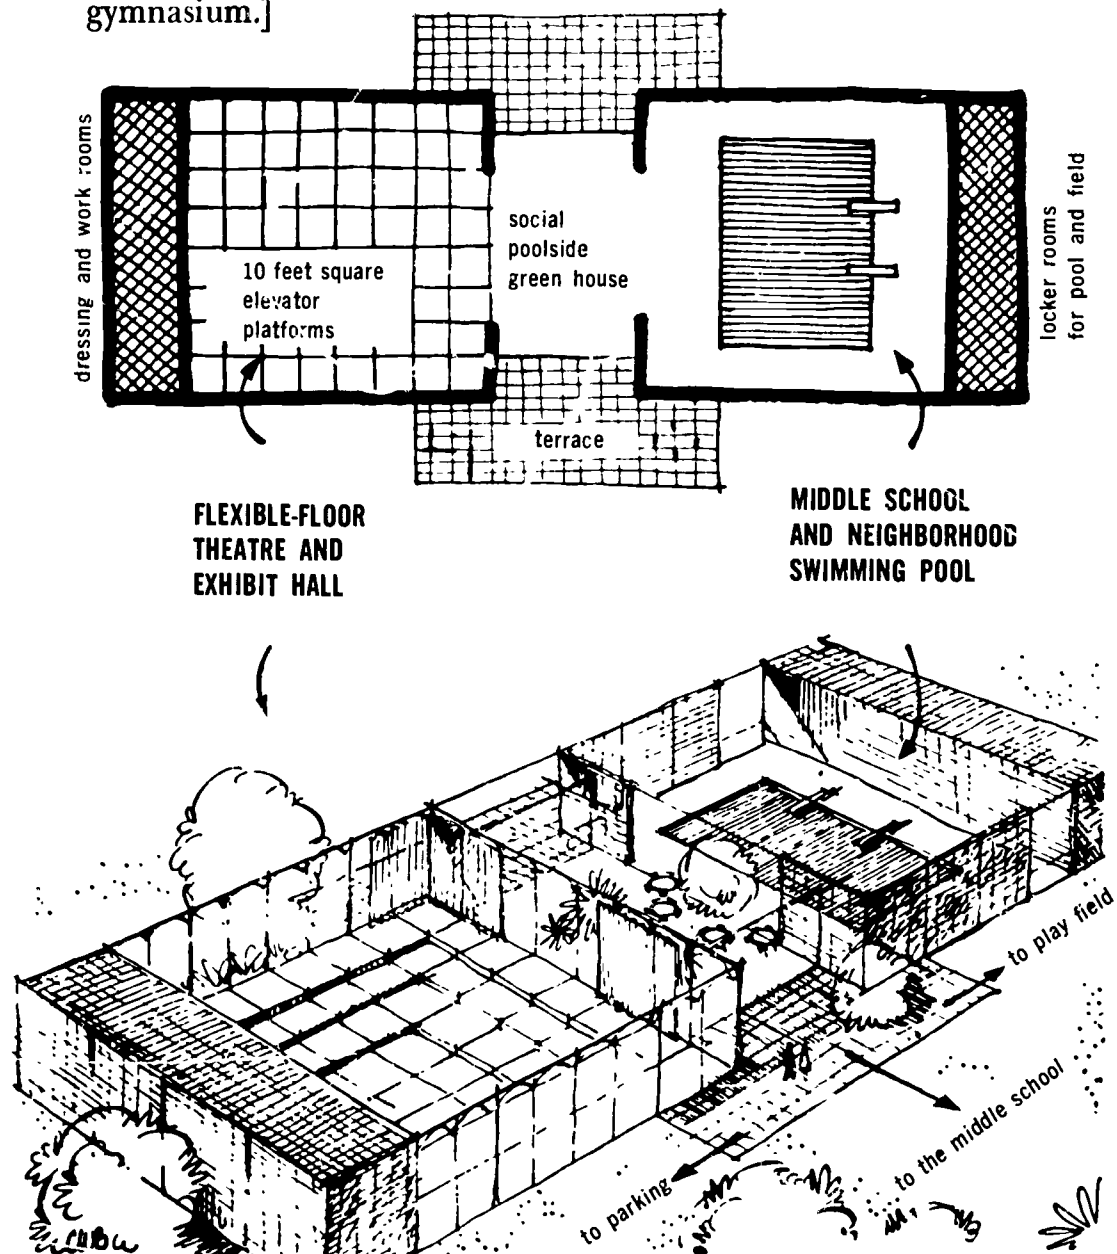 gymnasium.]
dressing and work rooms
10 feet square
elevator
platforms
social
poolside
green house
locker rooms
for pool and field
terrace
FLEXIBLE-FLOOR
THEATRE AND
EXHIBIT HALL
MIDDLE SCHOOL
AND NEIGHBORHOOD
SWIMMING POOL
to play field
to the middle school
to parking